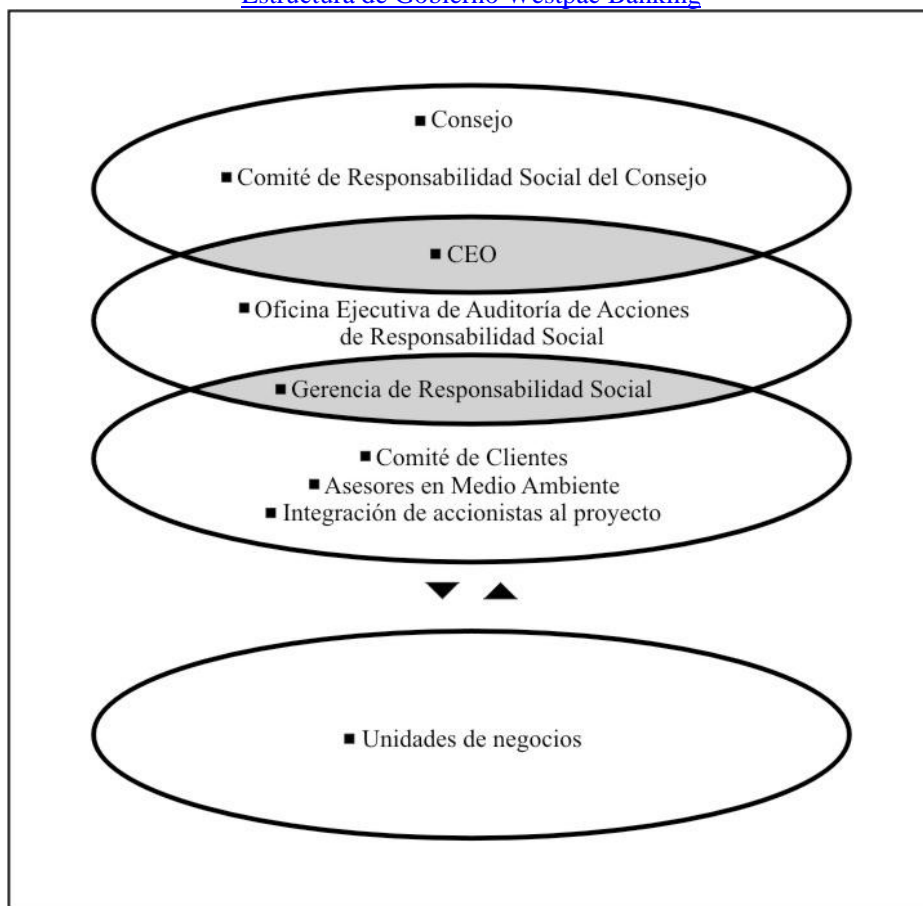 Estructura de Gobierno Westpac Banking
■ Consejo
■ Comité de Responsabilidad Social del Consejo
■ CEO
■ Oficina Ejecutiva de Auditoría de Acciones
de Responsabilidad Social
■ Gerencia de Responsabilidad Social
■ Comité de Clientes
■ Asesores en Medio Ambiente
■ Integración de accionistas al proyecto
■ Unidades de negocios